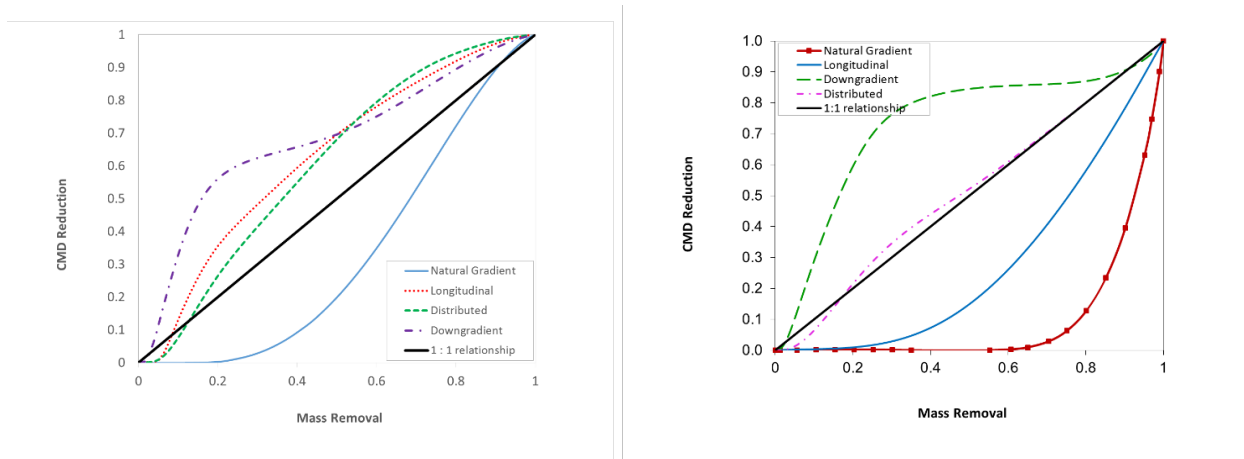 1
0.9
0.8
0.7
0.6
0.5
0.4
0.3
0.2
0.1
0
CMD Reduction
Natural Gradient
Longitudinal
Distributed
Downgradient
1 : 1 relationship
0 0.2 0.4 0.6 0.8 1
Mass Removal
1.0
0.9
0.8
0.7
0.6
0.5
0.4
0.3
0.2
0.1
0.0
CMD Reduction
Natural Gradient
Longitudinal
Downgradient
Distributed
1:1 relationship
0 0.2 0.4 0.6 0.8 1
Mass Removal